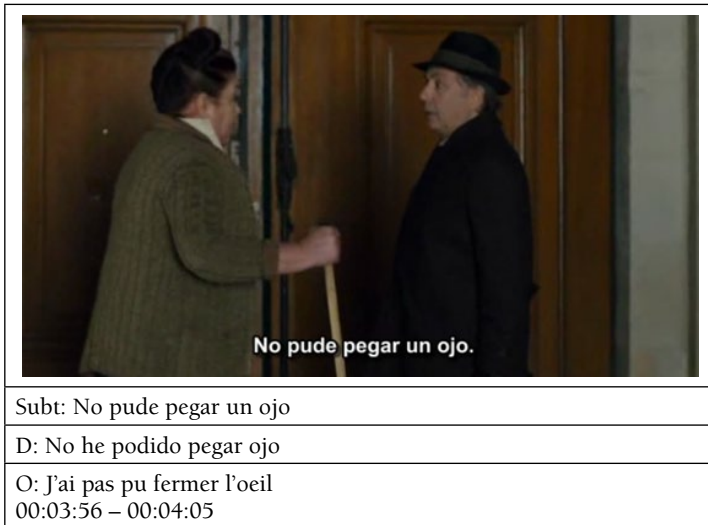 No pude pegar un ojo.
Subt: No pude pegar un ojo
D: No he podido pegar ojo
O: J'ai pas pu fermer l'oeil
00:03:56 – 00:04:05